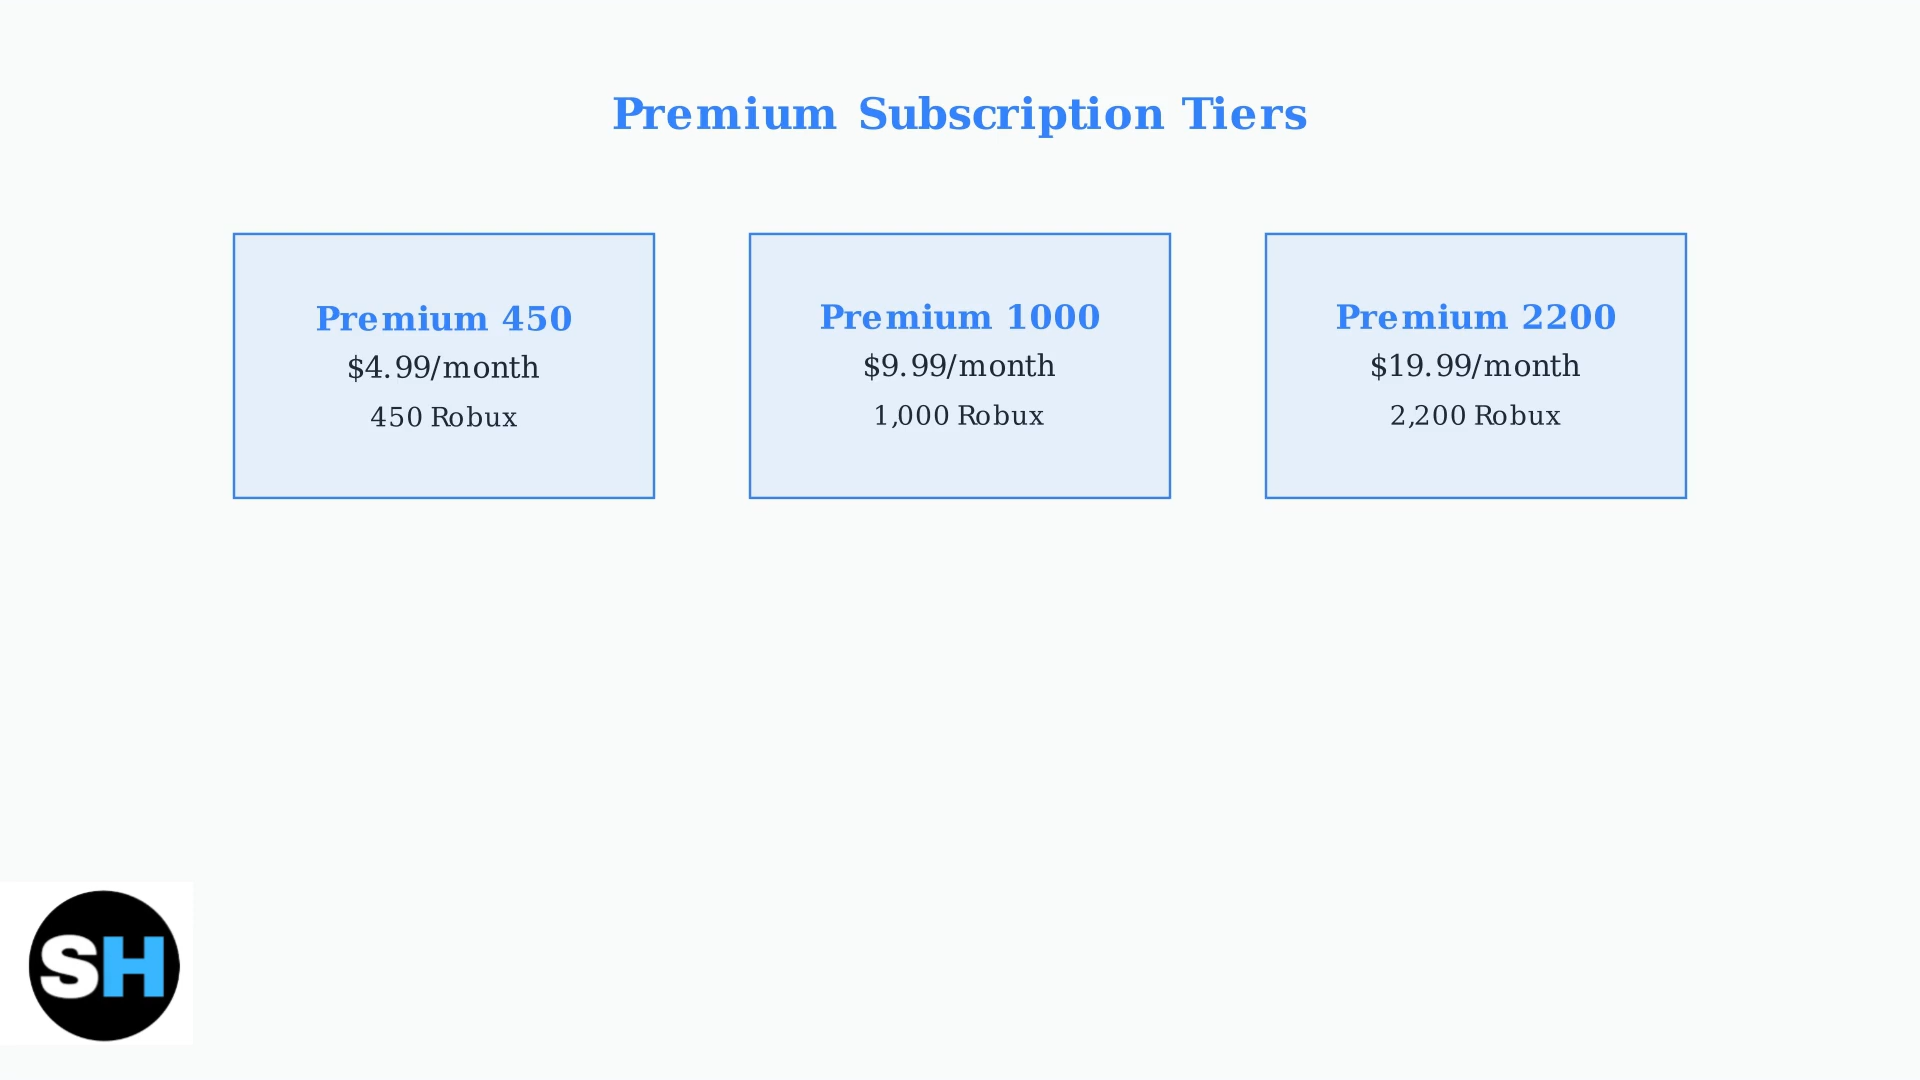 Premium Subscription Tiers
Premium 450
$4.99/month
450 Robux
Premium 1000
$9.99/month
1,000 Robux
Premium 2200
$19.99/month
2,200 Robux
SH